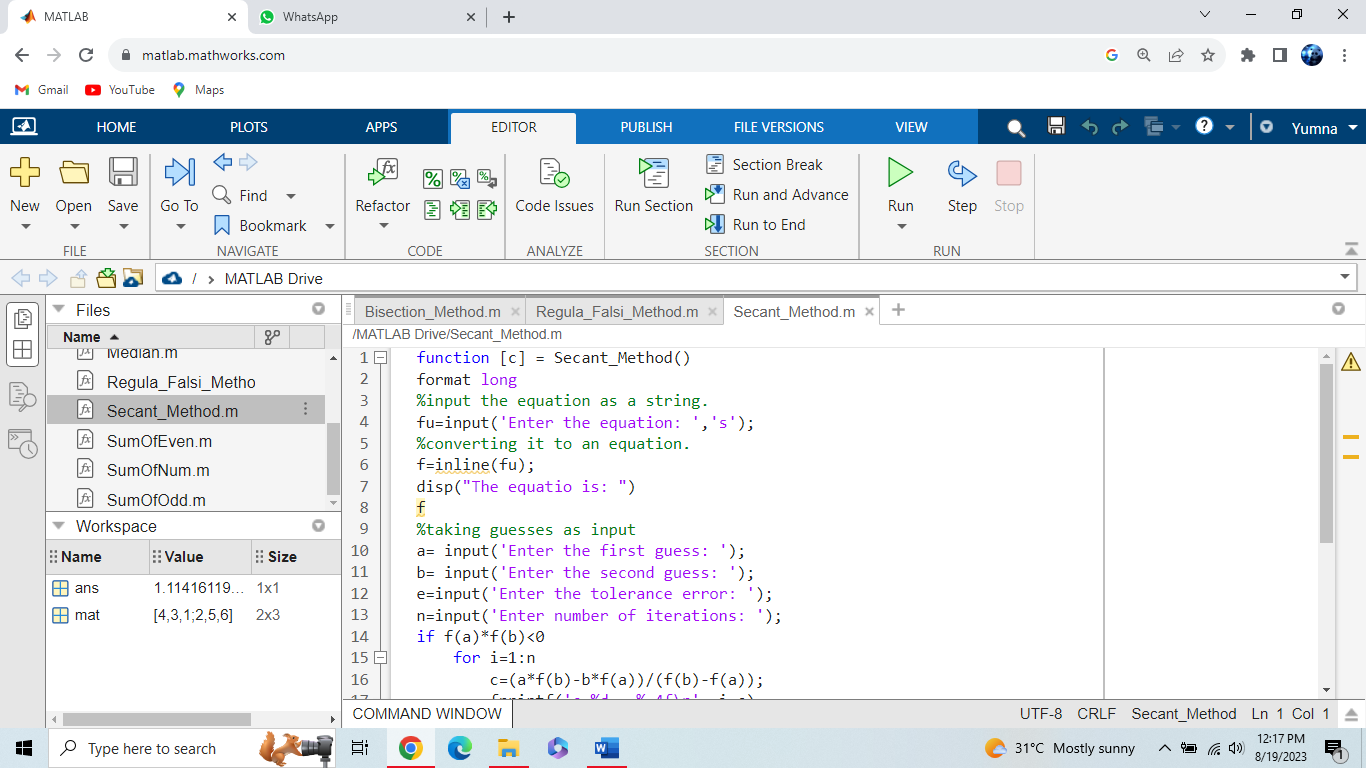 MATLAB
WhatsApp
matlab.mathworks.com
Gmail
YouTube
Maps
HOME
PLOTS
APPS
EDITOR
PUBLISH
FILE VERSIONS
VIEW
Yumna
New
Open
Save
FILE
Go To
Find
Bookmark
NAVIGATE
Refactor
CODE
Code Issues
ANALYZE
Run Section
Section Break
Run and Advance
Run to End
SECTION
Run
Step
Stop
RUN
/ > MATLAB Drive
Files
Name
Median.m
Regula_Falsi_Metho
Secant_Method.m
SumOfEven.m
SumOfNum.m
SumOfOdd.m
Workspace
Name Value Size
ans 1.11416119... 1x1
mat [4,3,1;2,5,6] 2x3
Bisection_Method.m
Regula_Falsi_Method.m
Secant_Method.m
/MATLAB Drive/Secant_Method.m
1 function [c] = Secant_Method()
2 format long
3 %input the equation as a string.
4 fu=input('Enter the equation: ','s');
5 %converting it to an equation.
6 f=inline(fu);
7 disp("The equatio is: ")
8 f
9 %taking guesses as input
10 a= input('Enter the first guess: ');
11 b= input('Enter the second guess: ');
12 e=input('Enter the tolerance error: ');
13 n=input('Enter number of iterations: ');
14 if f(a)*f(b)<0
15 for i=1:n
16 c=(a*f(b)-b*f(a))/(f(b)-f(a));
COMMAND WINDOW
UTF-8 CRLF Secant_Method Ln 1 Col 1
Type here to search
31°C Mostly sunny
12:17 PM
8/19/2023
1